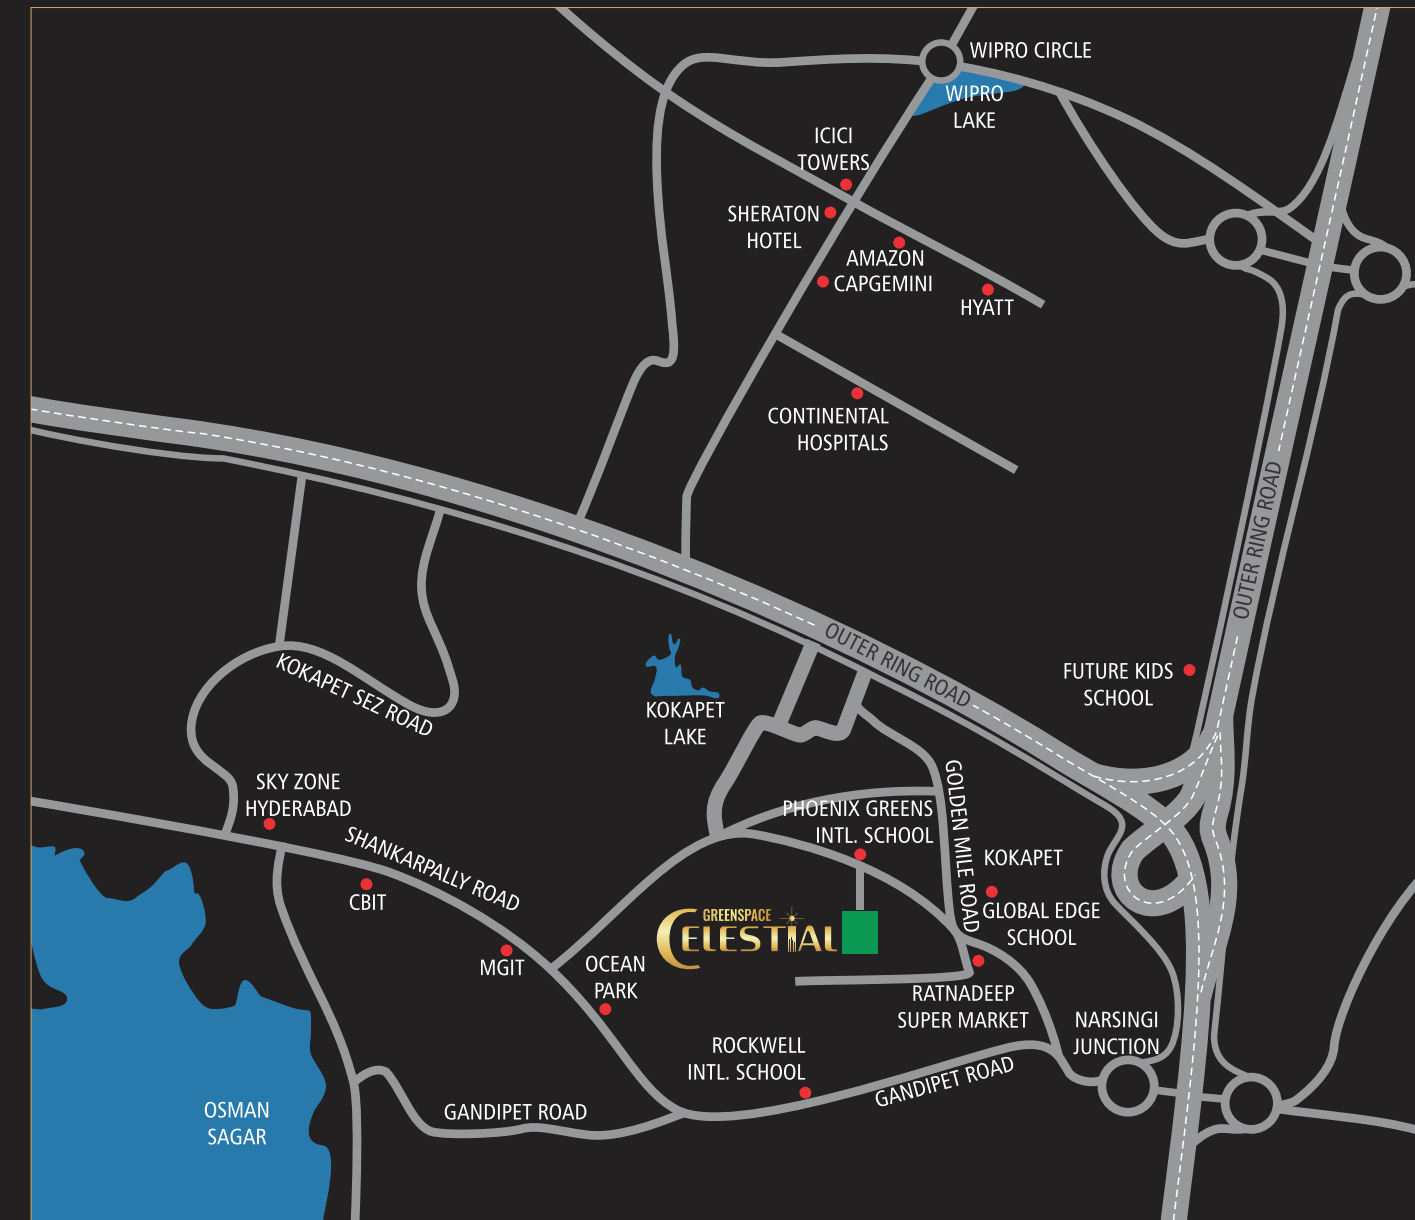 WIPRO CIRCLE
WIPRO
LAKE
ICICI
TOWERS
SHERATON
HOTEL
AMAZON
CAPGEMINI
HYATT
CONTINENTAL
HOSPITALS
OUTER RING ROAD
OUTER RING ROAD
FUTURE KIDS
SCHOOL
KOKAPET SEZ ROAD
KOKAPET
LAKE
SKY ZONE
HYDERABAD
SHANKARPALLY ROAD
GOLDEN MILE ROAD
PHOENIX GREENS
INTL. SCHOOL
KOKAPET
CBIT
GLOBAL EDGE
SCHOOL
GREENSPACE
CELESTIAL
MGIT
OCEAN
PARK
RATNADEEP
SUPER MARKET
NARSINGI
JUNCTION
ROCKWELL
INTL. SCHOOL
GANDIPET ROAD
GANDIPET ROAD
OSMAN
SAGAR